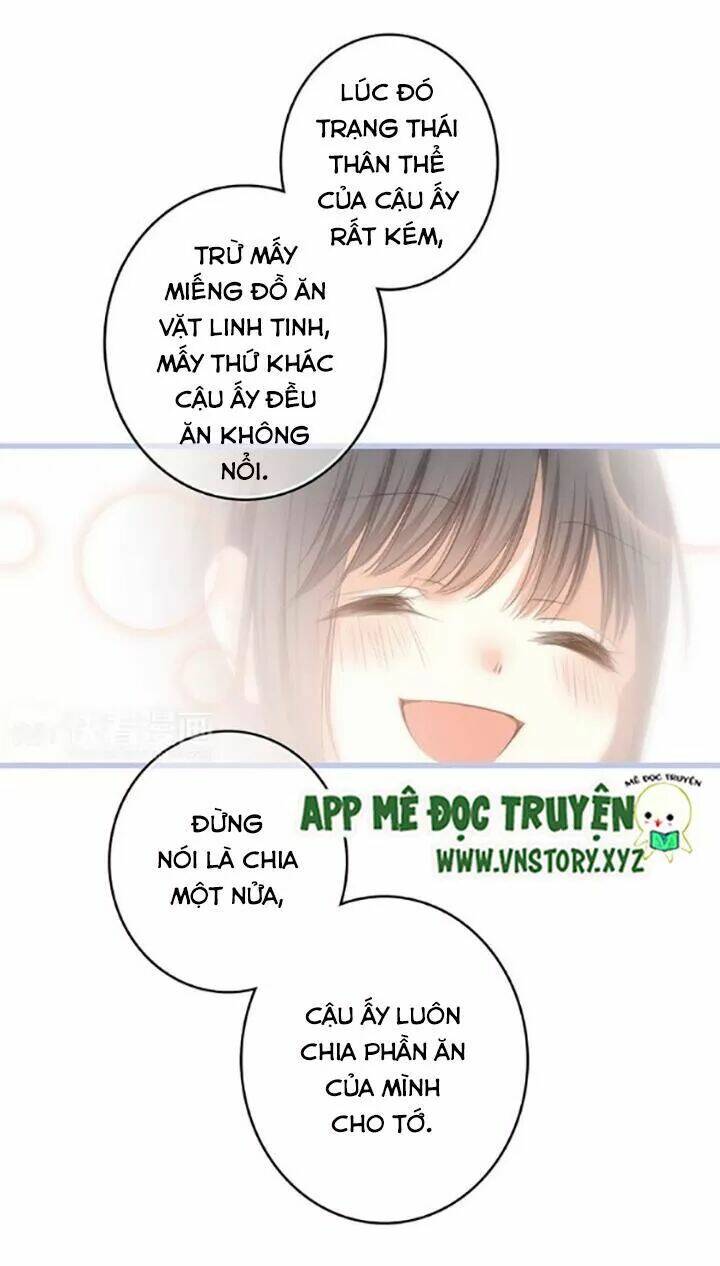 LÚC ĐÓ
TRẠNG THÁI
THÂN THỂ
CỦA CẬU ẤY
RẤT KÉM,
TRỪ MẤY
MIẾNG ĐỒ ĂN
VẶT LINH TINH,
MẤY THỨ KHÁC
CẬU ẤY ĐỀU
ĂN KHÔNG
NỔI.
MÊ ĐỌC TRUYỆN
APP MÊ ĐỌC TRUYỆN
WWW.VNSTORY.XYZ
ĐỪNG
NÓI LÀ CHIA
MỘT NỬA,
CẬU ẤY LUÔN
CHIA PHẦN ĂN
CỦA MÌNH
CHO TỚ.